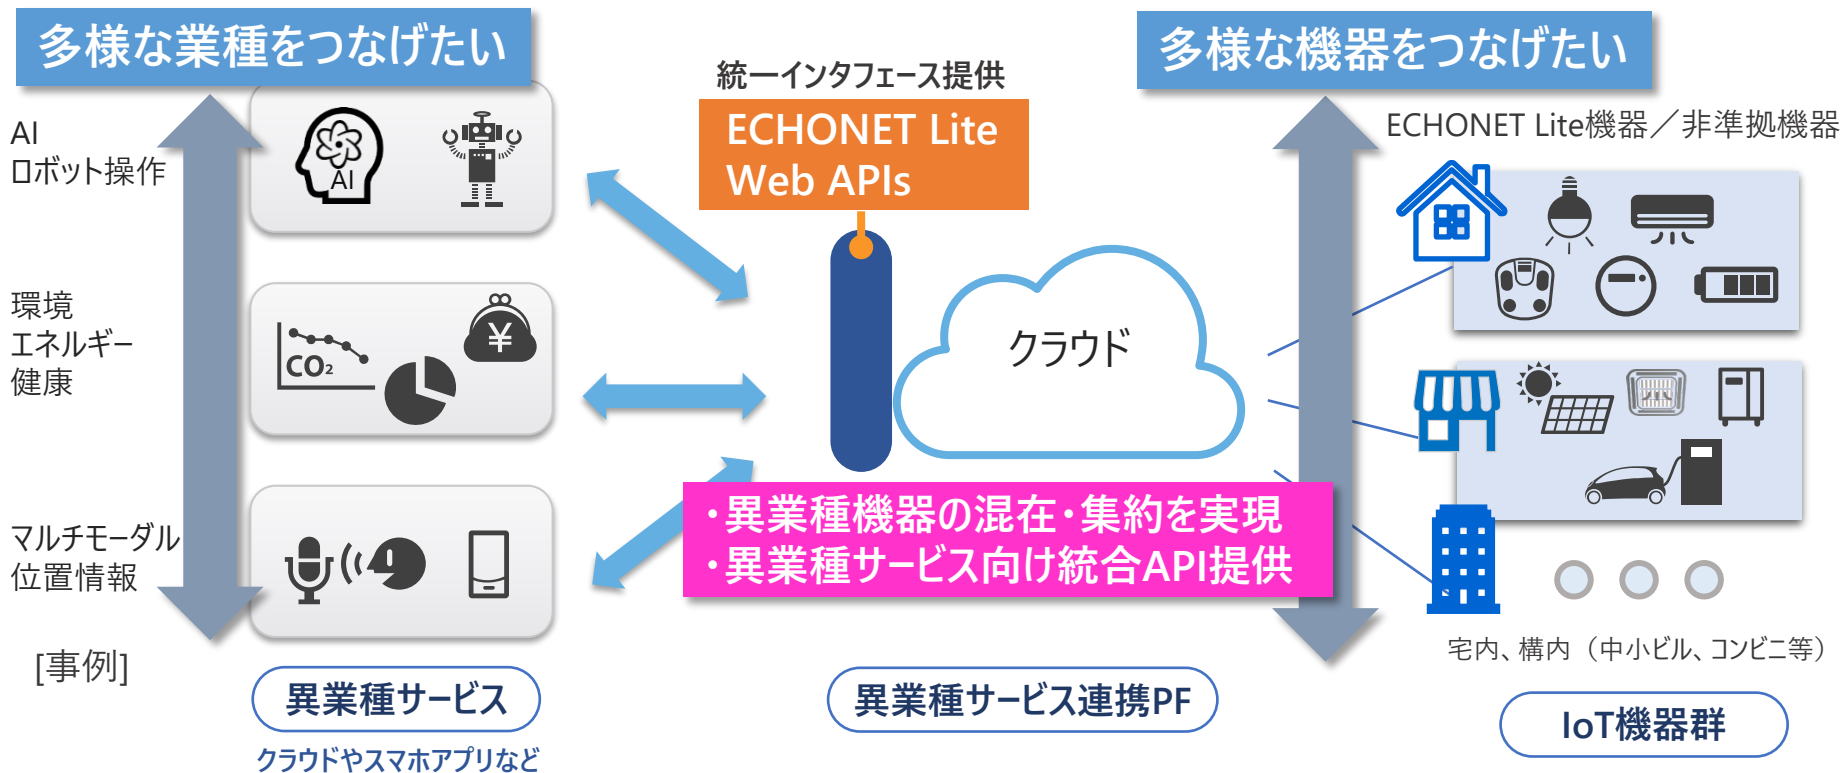 多様な業種をつなげたい
AI
ロボット操作
AI
環境
エネルギー
健康
CO₂
¥
マルチモーダル
位置情報
[事例]
異業種サービス
クラウドやスマホアプリなど
統一インタフェース提供
ECHONET Lite
Web APIs
クラウド
・異業種機器の混在・集約を実現
・異業種サービス向け統合API提供
異業種サービス連携PF
多様な機器をつなげたい
ECHONET Lite機器／非準拠機器
宅内、構内（中小ビル、コンビニ等）
IoT機器群